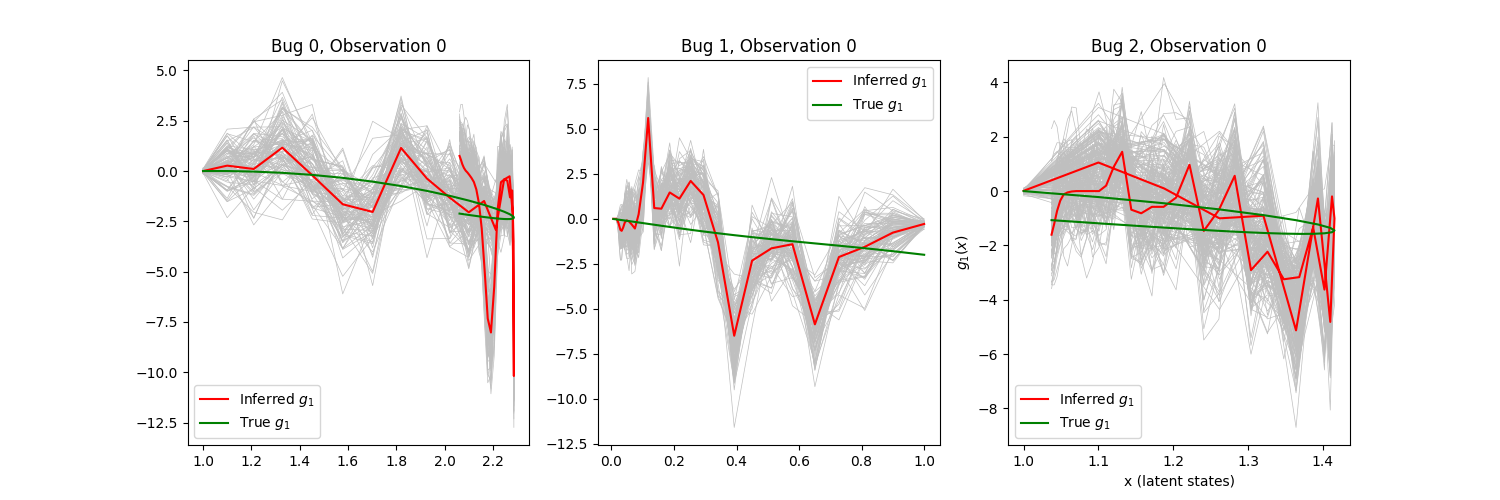 Bug 0, Observation 0
5.0
2.5
0.0
−2.5
−5.0
−7.5
−10.0
−12.5
1.0 1.2 1.4 1.6 1.8 2.0 2.2
Inferred g₁
True g₁
Bug 1, Observation 0
7.5
5.0
2.5
0.0
−2.5
−5.0
−7.5
−10.0
−12.5
0.0 0.2 0.4 0.6 0.8 1.0
Inferred g₁
True g₁
Bug 2, Observation 0
g₁(x)
4
2
0
−2
−4
−6
−8
1.0 1.1 1.2 1.3 1.4
x (latent states)
Inferred g₁
True g₁